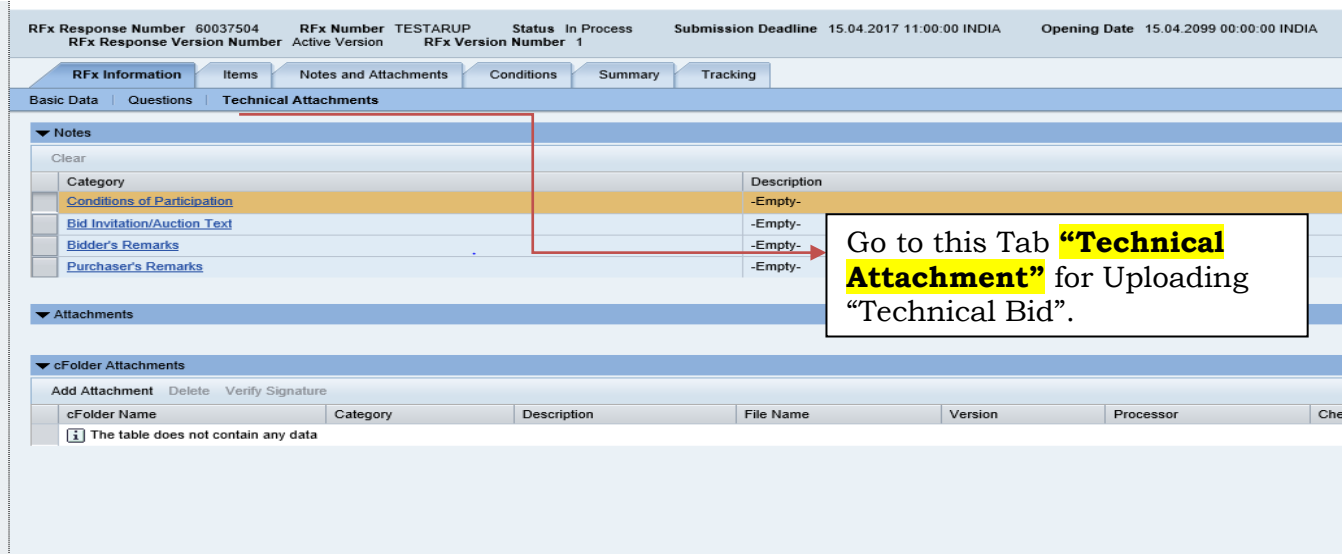 RFx Response Number 60037504 RFx Number TESTARUP Status In Process Submission Deadline 15.04.2017 11:00:00 INDIA Opening Date 15.04.2099 00:00:00 INDIA
RFx Response Version Number Active Version RFx Version Number 1
RFx Information Items Notes and Attachments Conditions Summary Tracking
Basic Data Questions Technical Attachments
Notes
Clear
Category Description
Conditions of Participation -Empty-
Bid Invitation/Auction Text -Empty-
Bidder's Remarks -Empty-
Purchaser's Remarks -Empty-
Go to this Tab “Technical
Attachment” for Uploading
“Technical Bid”.
Attachments
cFolder Attachments
Add Attachment Delete Verify Signature
cFolder Name Category Description File Name Version Processor Che
The table does not contain any data